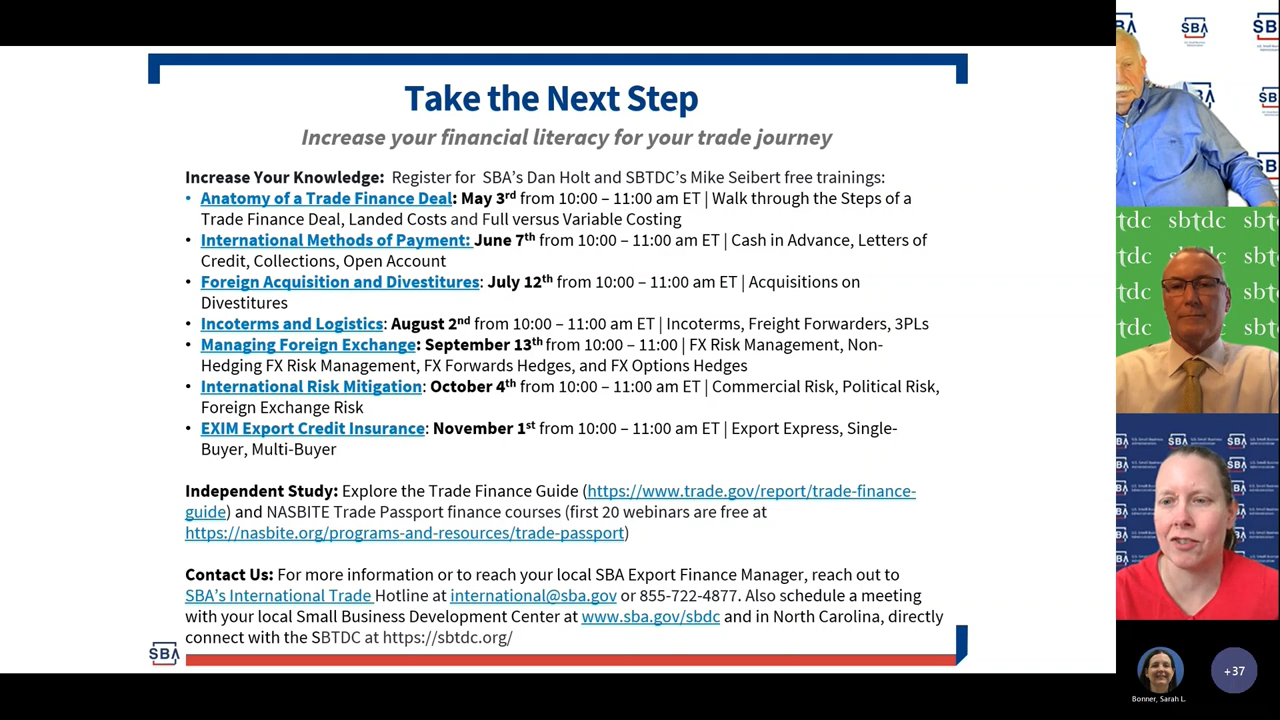 Take the Next Step
Increase your financial literacy for your trade journey
Increase Your Knowledge: Register for SBA's Dan Holt and SBTDC's Mike Seibert free trainings:
• Anatomy of a Trade Finance Deal: May 3rd from 10:00 – 11:00 am ET | Walk through the Steps of a
Trade Finance Deal, Landed Costs and Full versus Variable Costing
• International Methods of Payment: June 7th from 10:00 – 11:00 am ET | Cash in Advance, Letters of
Credit, Collections, Open Account
• Foreign Acquisition and Divestitures: July 12th from 10:00 – 11:00 am ET | Acquisitions on
Divestitures
• Incoterms and Logistics: August 2nd from 10:00 – 11:00 am ET | Incoterms, Freight Forwarders, 3PLs
• Managing Foreign Exchange: September 13th from 10:00 – 11:00 | FX Risk Management, Non-
Hedging FX Risk Management, FX Forwards Hedges, and FX Options Hedges
• International Risk Mitigation: October 4th from 10:00 – 11:00 am ET | Commercial Risk, Political Risk,
Foreign Exchange Risk
• EXIM Export Credit Insurance: November 1st from 10:00 – 11:00 am ET | Export Express, Single-
Buyer, Multi-Buyer
Independent Study: Explore the Trade Finance Guide (https://www.trade.gov/report/trade-finance-
guide) and NASBITE Trade Passport finance courses (first 20 webinars are free at
https://nasbite.org/programs-and-resources/trade-passport)
Contact Us: For more information or to reach your local SBA Export Finance Manager, reach out to
SBA's International Trade Hotline at international@sba.gov or 855-722-4877. Also schedule a meeting
with your local Small Business Development Center at www.sba.gov/sbdc and in North Carolina, directly
connect with the SBTDC at https://sbtdc.org/
SBA
SBA
SBA
SBA
tdc sbtdc sb
tdc sb
tdc sb
SBA
SBA
SBA
Bonner, Sarah L.
+37